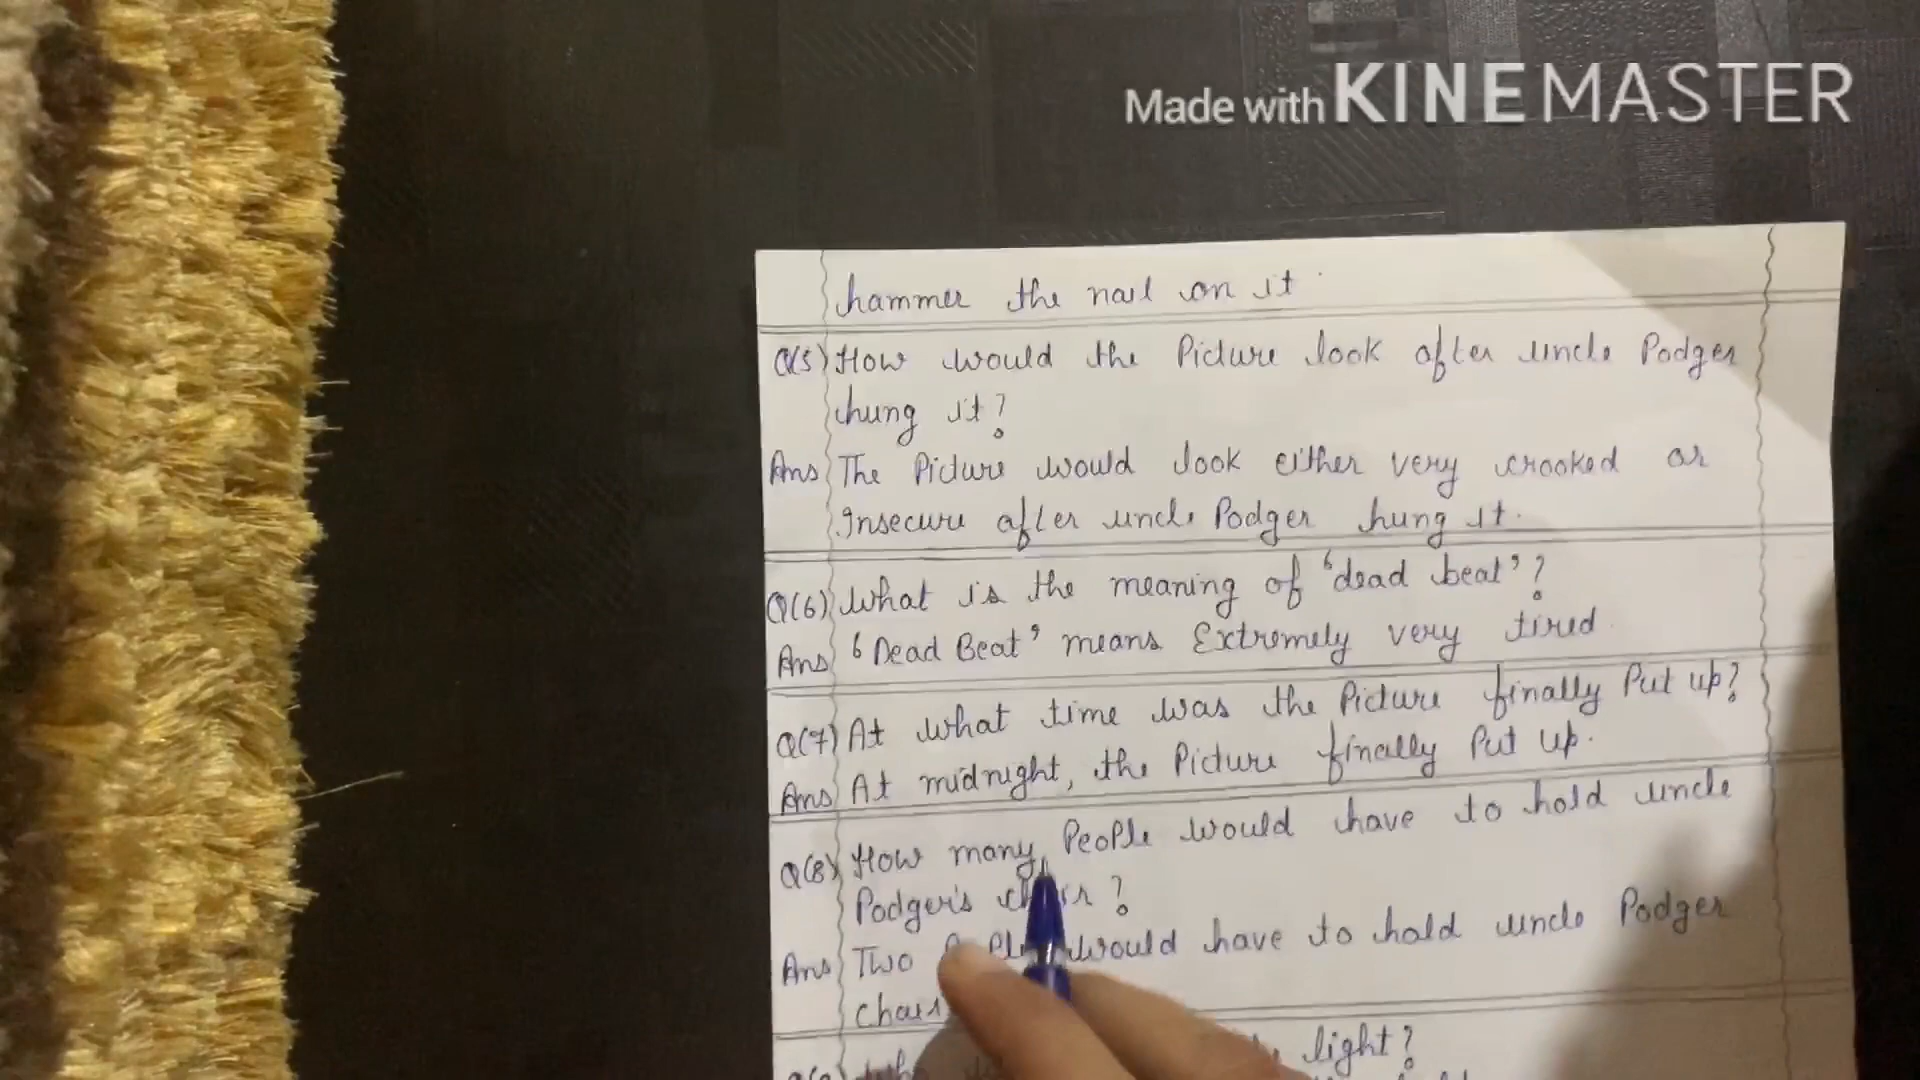 Made with KINEMASTER
hammer the nail on it.
Q(5) How would the Picture look after uncle Podger
hung it?
Ans The Picture would look either very crooked or
Insecure after uncle Podger hung it.
Q(6) What is the meaning of 'dead beat'?
Ans 'Dead Beat' means Extremely very tired.
Q(7) At what time was the Picture finally Put up?
Ans At midnight, the Picture finally Put up.
Q(8) How many People would have to hold uncle
Podger's ?
Ans Two would have to hold uncle Podger
light?